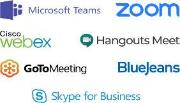 Microsoft Teams
zoom
Cisco
webex
Hangouts Meet
GoToMeeting
BlueJeans
Skype for Business